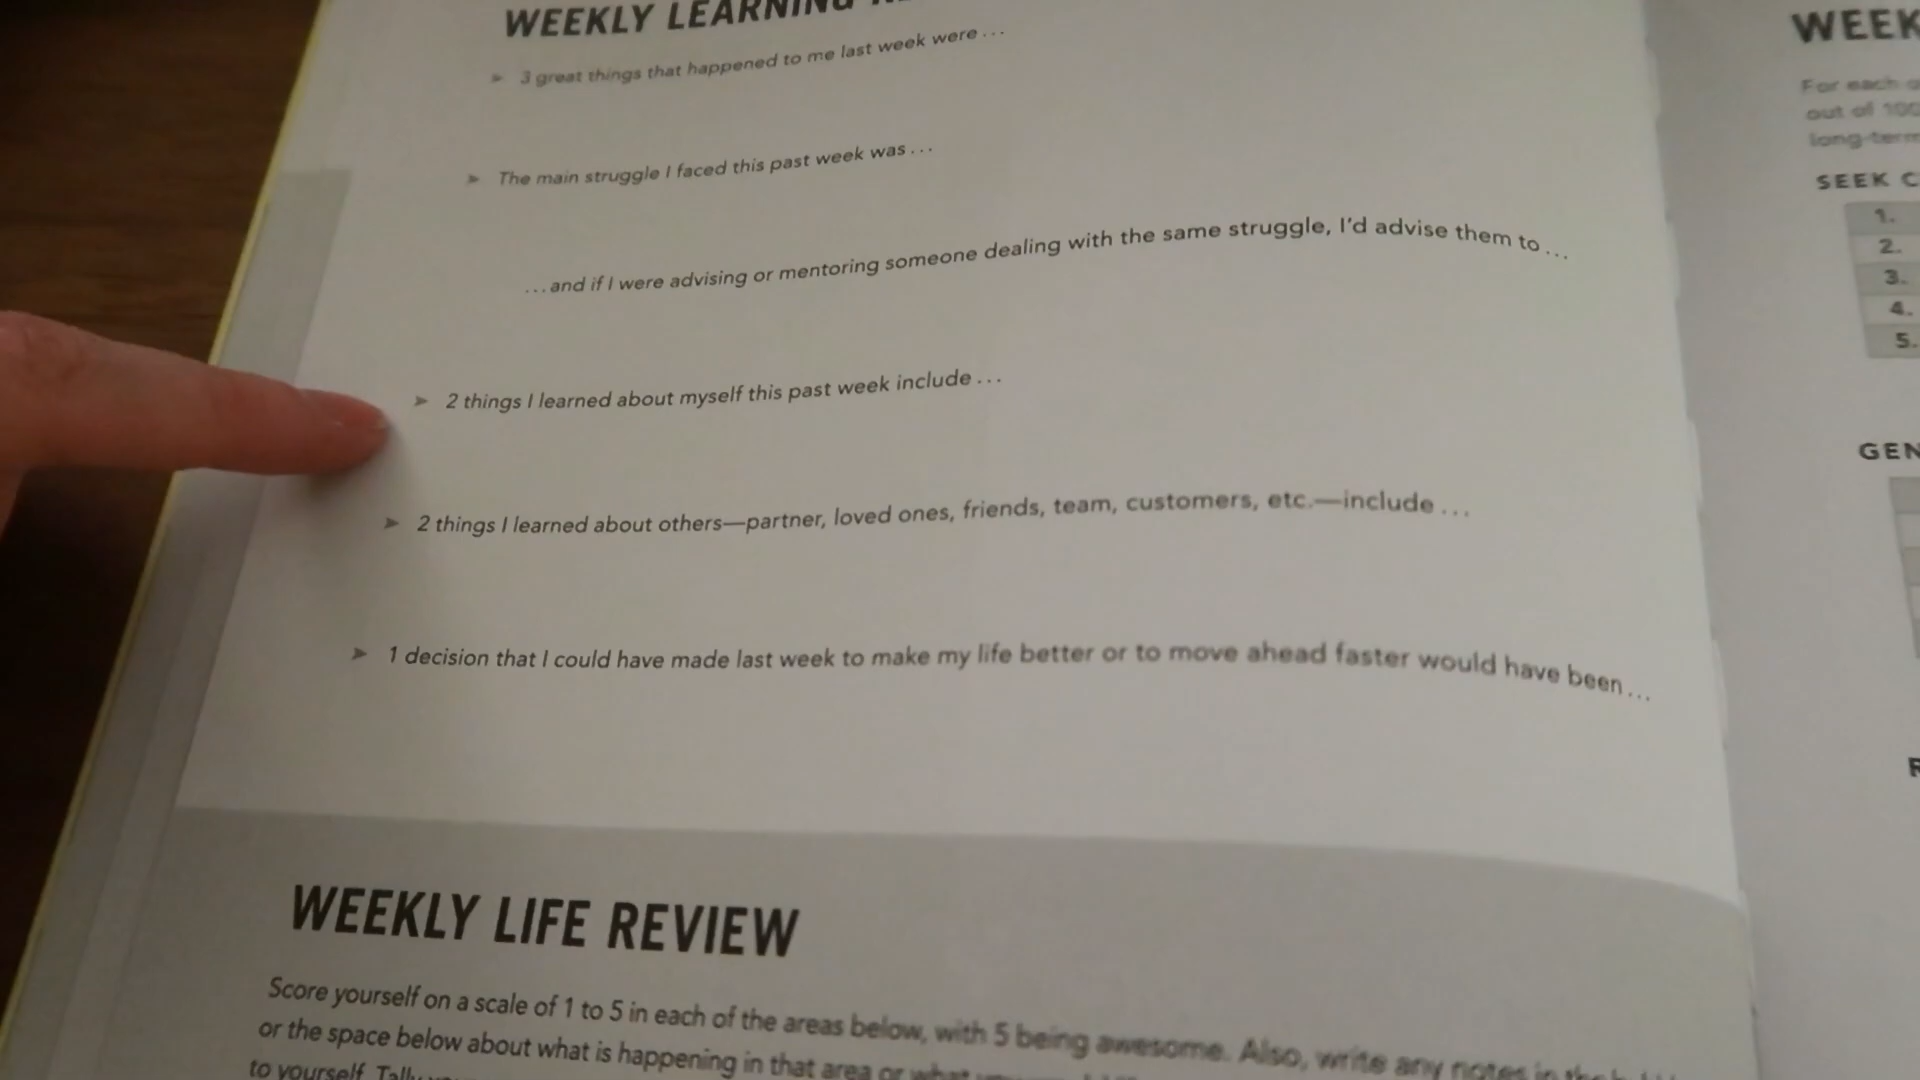 WEEKLY LEARNING
➤ 3 great things that happened to me last week were . . .
➤ The main struggle I faced this past week was . . .
. . . and if I were advising or mentoring someone dealing with the same struggle, I'd advise them to . . .
➤ 2 things I learned about myself this past week include . . .
➤ 2 things I learned about others—partner, loved ones, friends, team, customers, etc.—include . . .
➤ 1 decision that I could have made last week to make my life better or to move ahead faster would have been . . .
WEEKLY LIFE REVIEW
Score yourself on a scale of 1 to 5 in each of the areas below, with 5 being awesome. Also, write any notes in the
or the space below about what is happening in that area or what
to yourself. Tally
WEEK
For each
out of 100
long-term
SEEK C
1.
2.
3.
4.
5.
GEN